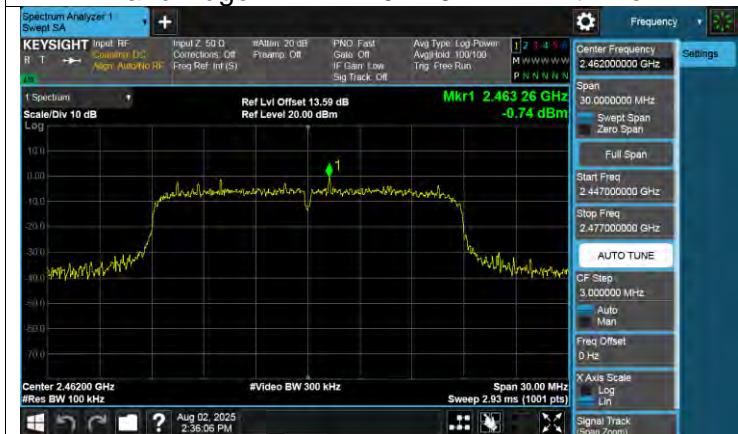 Spectrum Analyzer 1
Swept SA
Frequency
KEYSIGHT
R T
Input: RF
Coupling: DC
Align: Auto/No RF
Input Z: 50 Ω
Corrections: Off
Freq Ref: Int (S)
#Atten: 20 dB
Preamp: Off
PNO: Fast
Gate: Off
IF Gain: Low
Sig Track: Off
Avg Type: Log-Power
Avg|Hold: 100/100
Trig: Free Run
1 2 3 4 5 6
M W W W W W
P N N N N N
1 Spectrum
Scale/Div 10 dB
Log
Ref Lvl Offset 13.59 dB
Ref Level 20.00 dBm
Mkr1 2.463 26 GHz
-0.74 dBm
10.0
0.00
-10.0
-20.0
-30.0
-40.0
-50.0
-60.0
-70.0
1
Center 2.46200 GHz
#Res BW 100 kHz
#Video BW 300 kHz
Span 30.00 MHz
Sweep 2.93 ms (1001 pts)
Center Frequency
2.462000000 GHz
Settings
Span
30.0000000 MHz
Swept Span
Zero Span
Full Span
Start Freq
2.447000000 GHz
Stop Freq
2.477000000 GHz
AUTO TUNE
CF Step
3.000000 MHz
Auto
Man
Freq Offset
0 Hz
X Axis Scale
Log
Lin
Signal Track
(Span Zoom)
?
Aug 02, 2025
2:36:06 PM